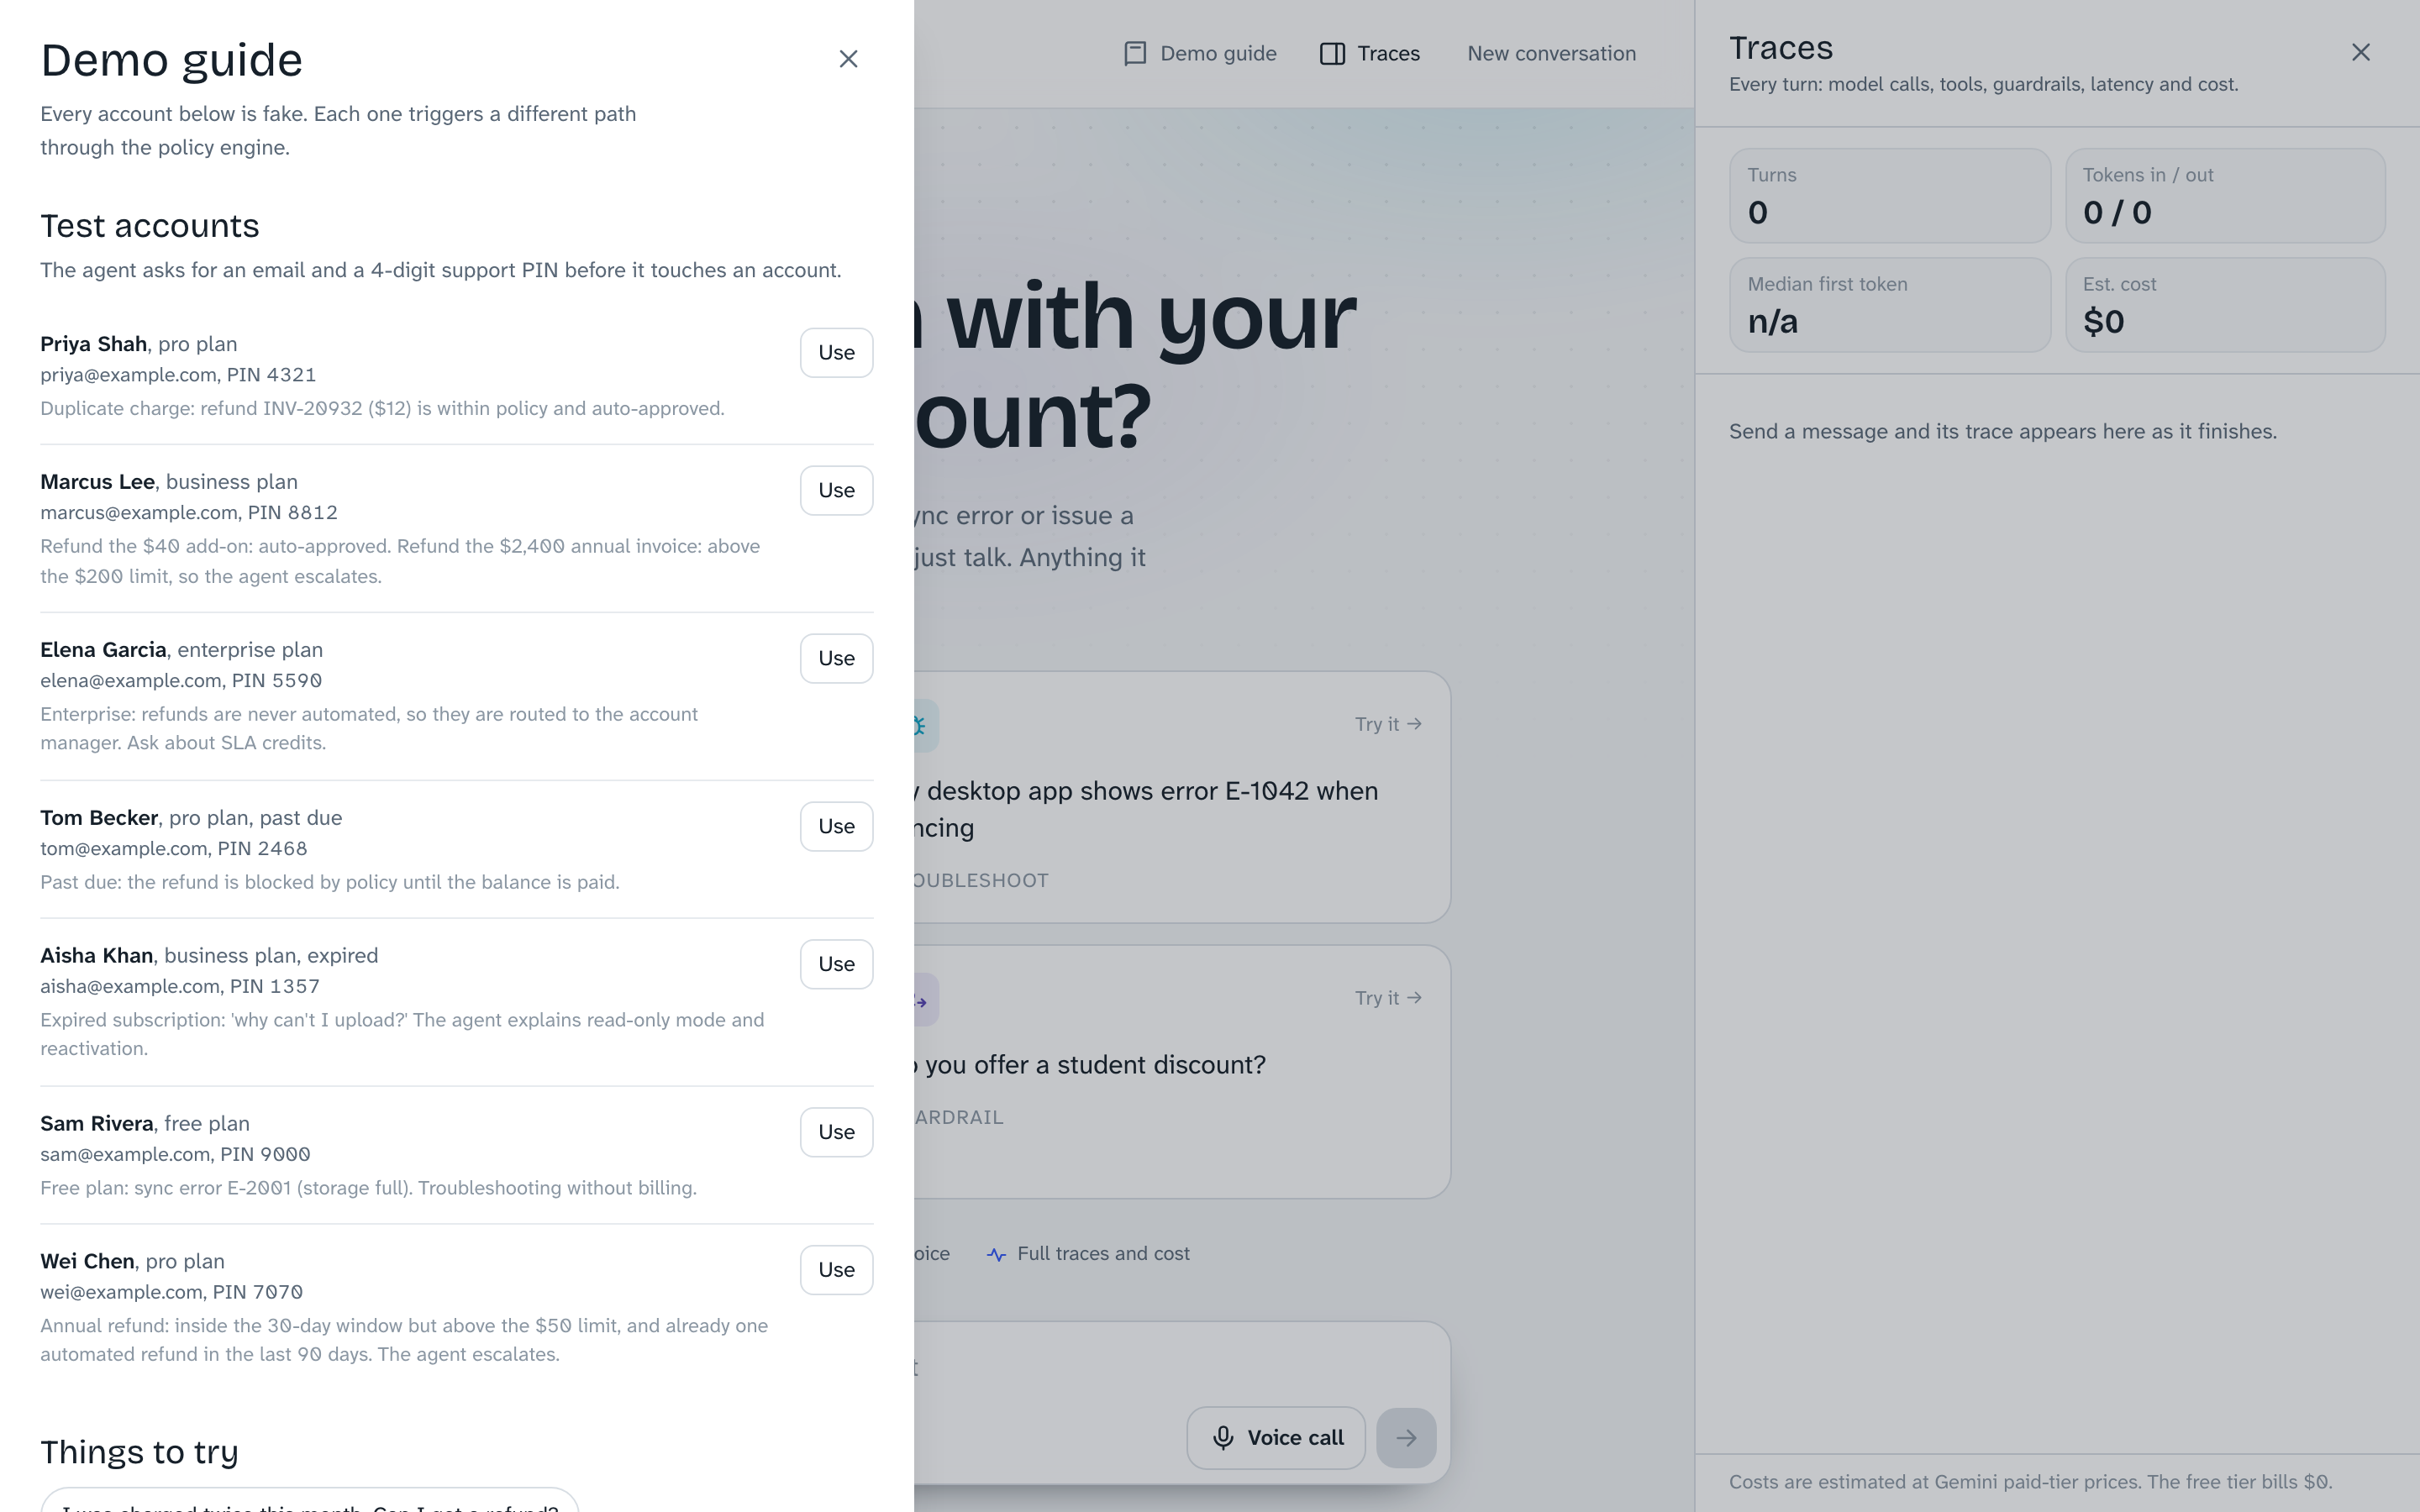 Demo guide
Every account below is fake. Each one triggers a different path
through the policy engine.
Test accounts
The agent asks for an email and a 4-digit support PIN before it touches an account.
Priya Shah, pro plan
priya@example.com, PIN 4321
Duplicate charge: refund INV-20932 ($12) is within policy and auto-approved.
Use
Marcus Lee, business plan
marcus@example.com, PIN 8812
Refund the $40 add-on: auto-approved. Refund the $2,400 annual invoice: above
the $200 limit, so the agent escalates.
Use
Elena Garcia, enterprise plan
elena@example.com, PIN 5590
Enterprise: refunds are never automated, so they are routed to the account
manager. Ask about SLA credits.
Use
Tom Becker, pro plan, past due
tom@example.com, PIN 2468
Past due: the refund is blocked by policy until the balance is paid.
Use
Aisha Khan, business plan, expired
aisha@example.com, PIN 1357
Expired subscription: 'why can't I upload?' The agent explains read-only mode and
reactivation.
Use
Sam Rivera, free plan
sam@example.com, PIN 9000
Free plan: sync error E-2001 (storage full). Troubleshooting without billing.
Use
Wei Chen, pro plan
wei@example.com, PIN 7070
Annual refund: inside the 30-day window but above the $50 limit, and already one
automated refund in the last 90 days. The agent escalates.
Use
Things to try
I was charged twice this month. Can I get a refund?
Demo guide
Traces
New conversation
with your
ount?
ync error or issue a
just talk. Anything it
Try it →
desktop app shows error E-1042 when
ncing
OUBLESHOOT
Try it →
you offer a student discount?
ARDRAIL
oice
Full traces and cost
Voice call
Traces
Every turn: model calls, tools, guardrails, latency and cost.
Turns
0
Tokens in / out
0 / 0
Median first token
n/a
Est. cost
$0
Send a message and its trace appears here as it finishes.
Costs are estimated at Gemini paid-tier prices. The free tier bills $0.